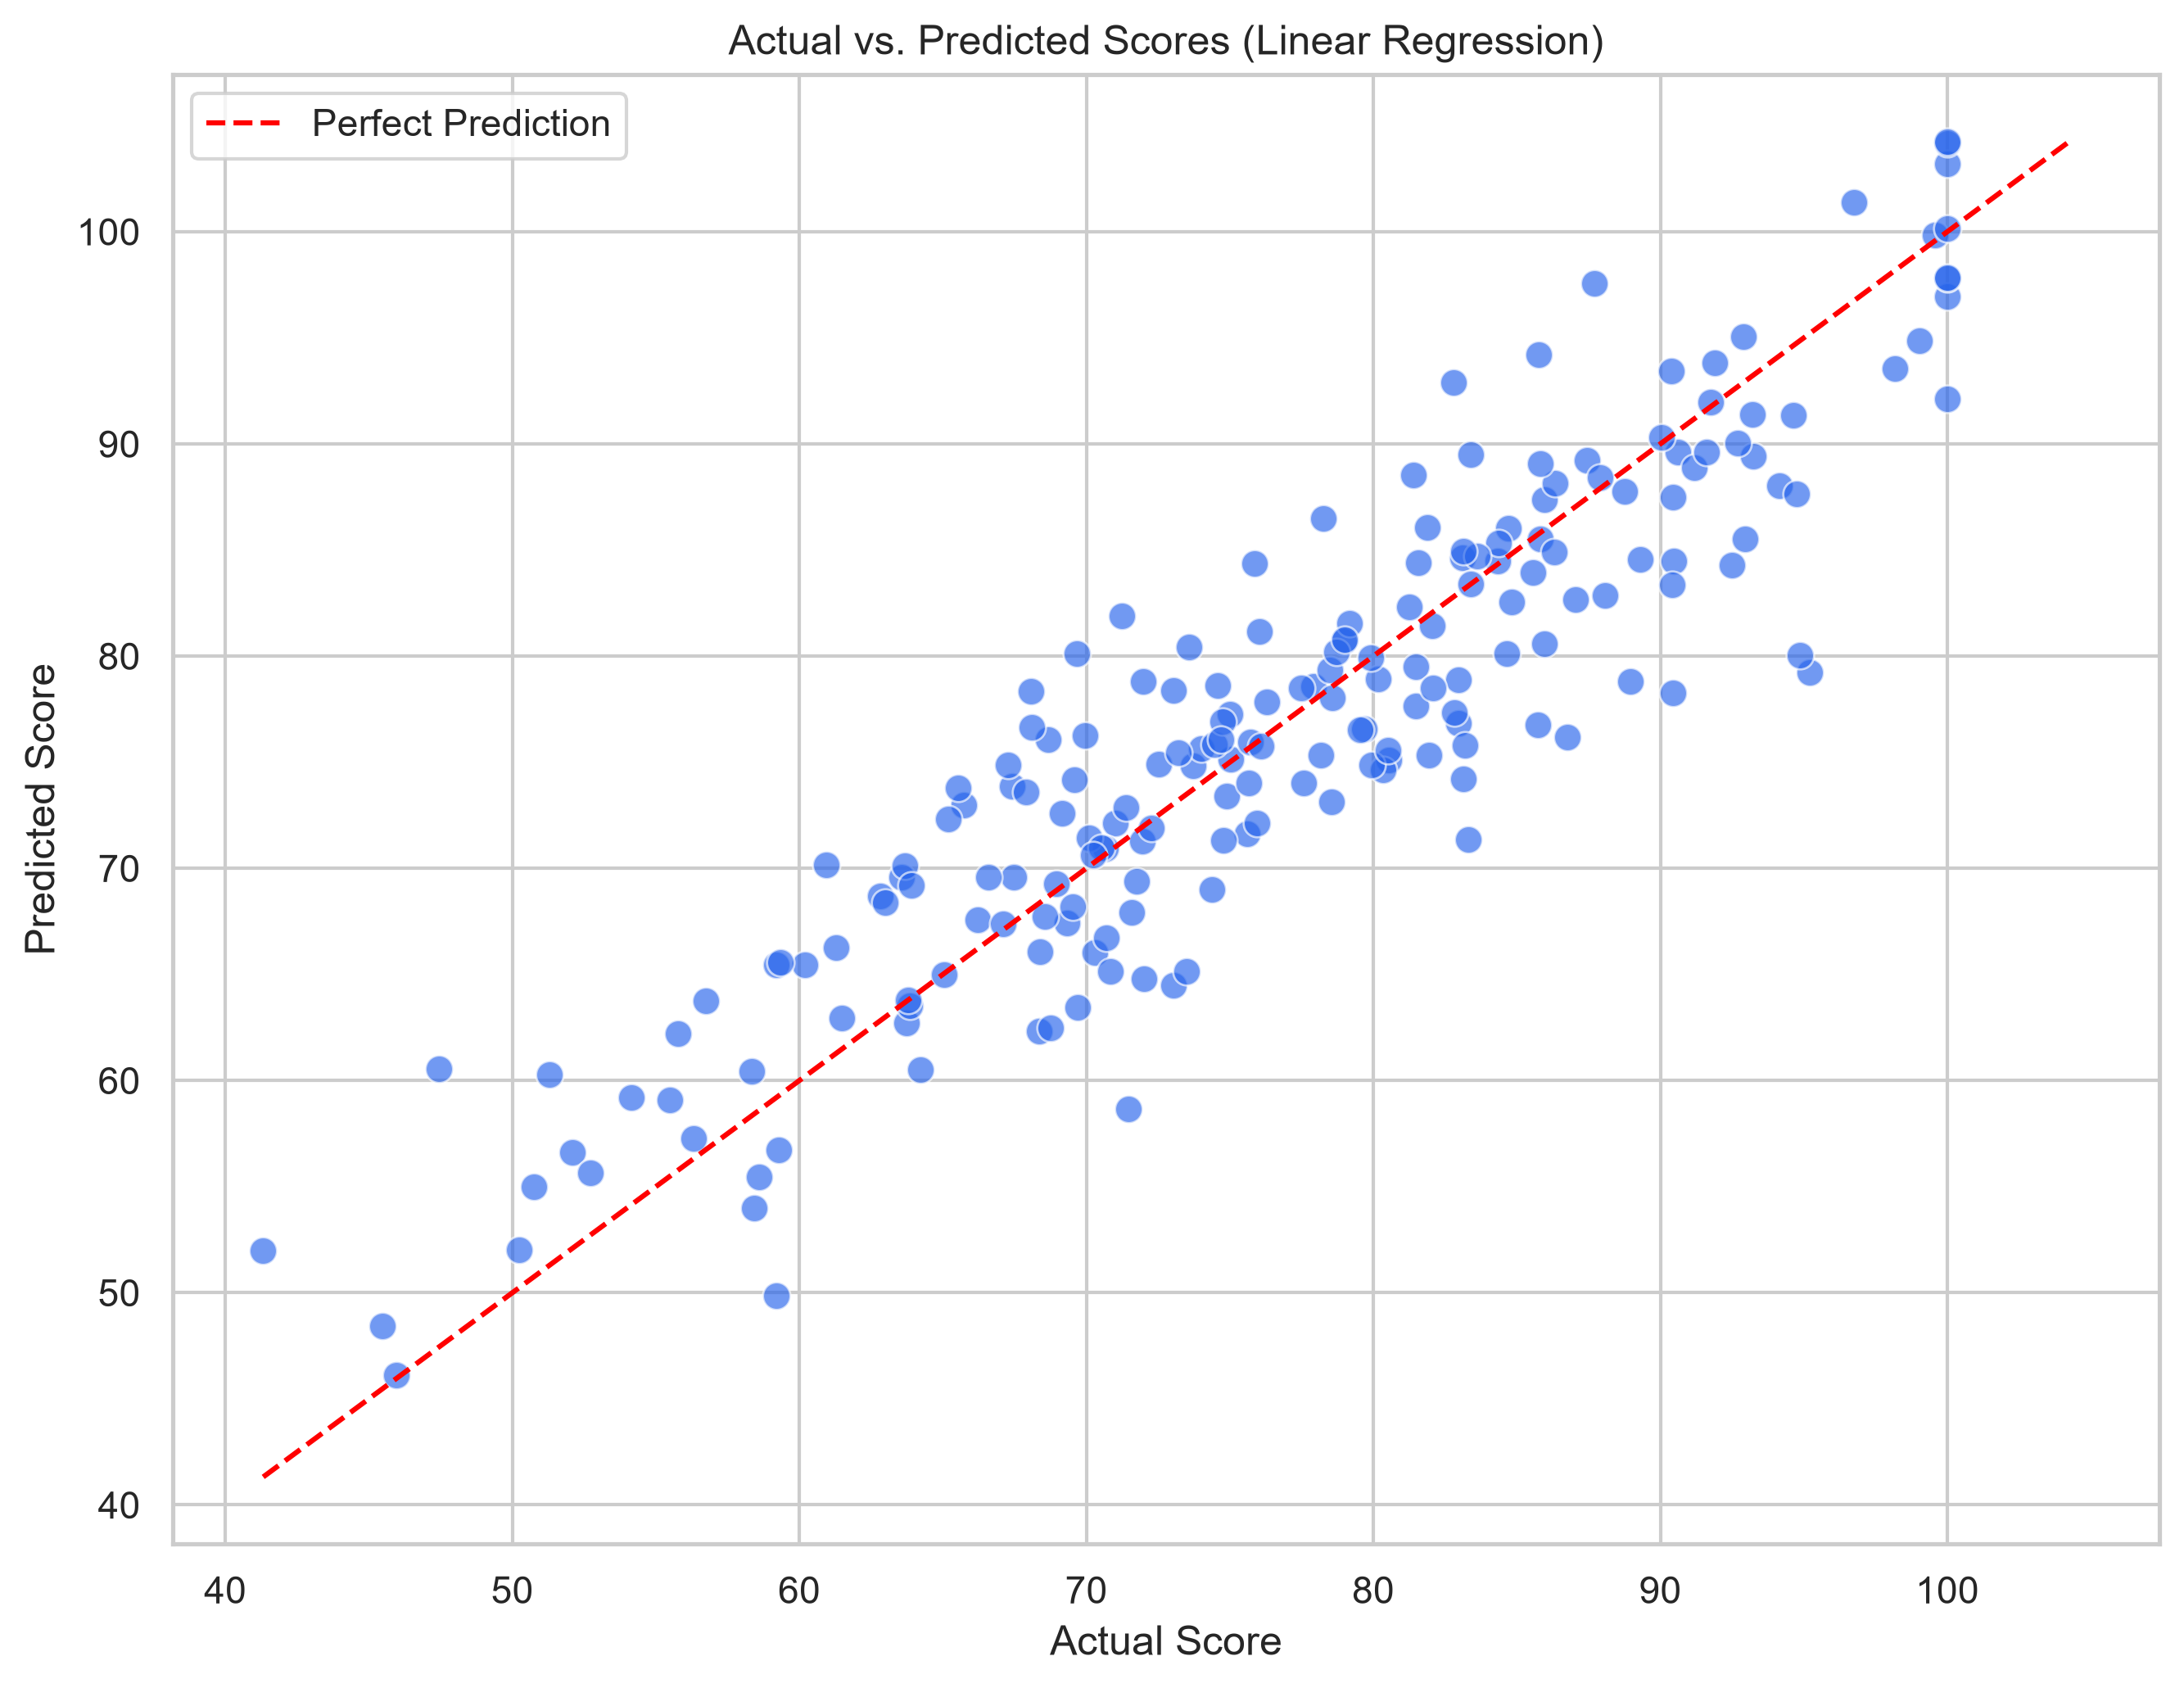 Actual vs. Predicted Scores (Linear Regression)
Perfect Prediction
100
90
80
70
60
50
40
Predicted Score
40 50 60 70 80 90 100
Actual Score